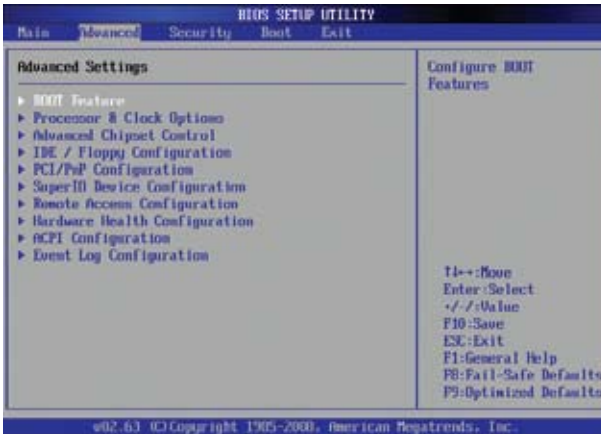 BIOS SETUP UTILITY
Main Advanced Security Boot Exit
Advanced Settings
Configure BOOT
Features
▶ BOOT Feature
▶ Processor & Clock Options
▶ Advanced Chipset Control
▶ IDE / Floppy Configuration
▶ PCI/PnP Configuration
▶ SuperIO Device Configuration
▶ Remote Access Configuration
▶ Hardware Health Configuration
▶ ACPI Configuration
▶ Event Log Configuration
↑↓←→:Move
Enter:Select
+/-/:Value
F10:Save
ESC:Exit
F1:General Help
F8:Fail-Safe Defaults
F9:Optimized Defaults
v02.63 (C)Copyright 1985-2008, American Megatrends, Inc.